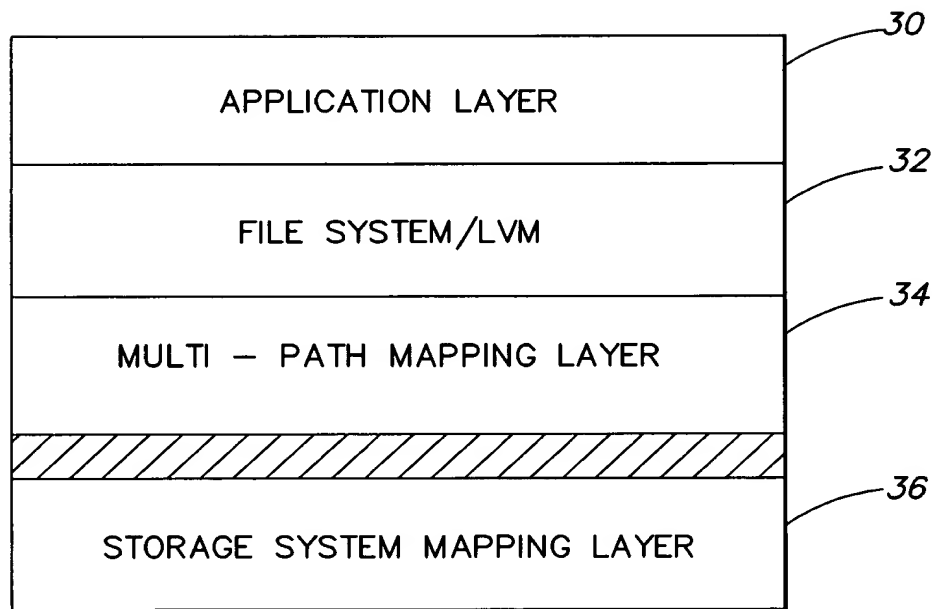 30
APPLICATION LAYER
32
FILE SYSTEM/LVM
34
MULTI – PATH MAPPING LAYER
36
STORAGE SYSTEM MAPPING LAYER